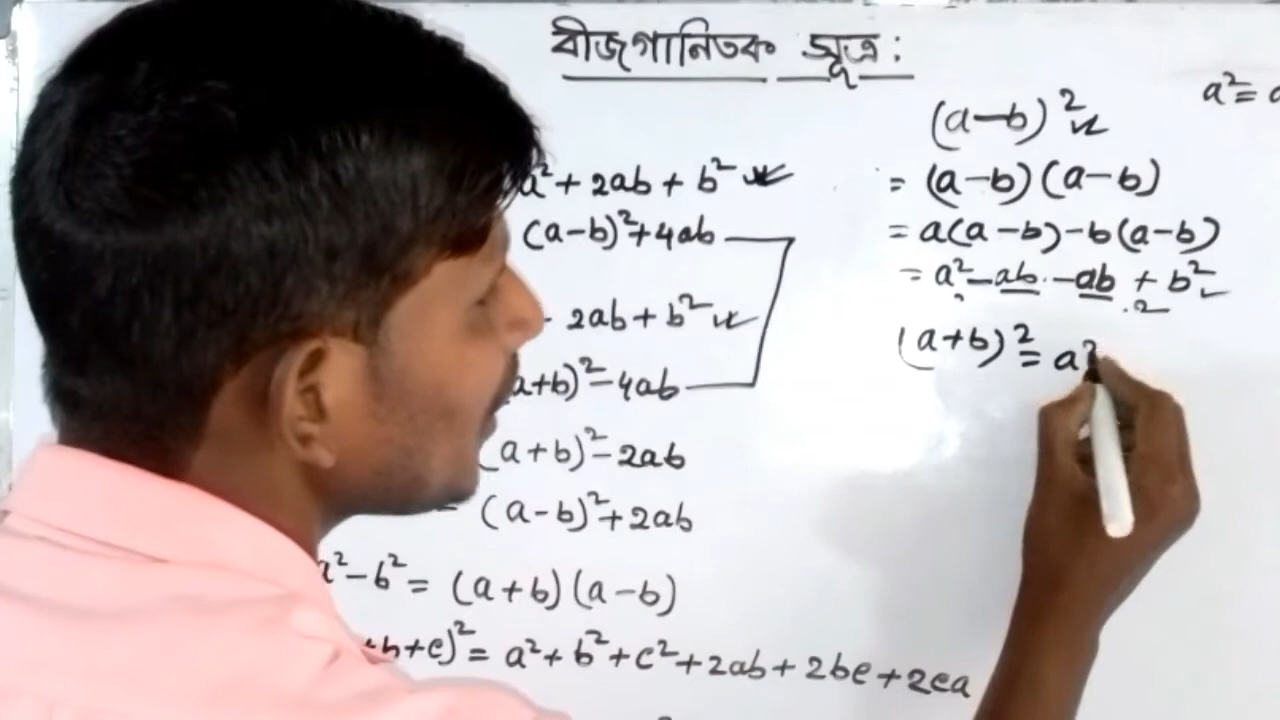 বীজগানিতক সূত্র:
a²+2ab+b²
(a-b)²+4ab
- 2ab+b²
a+b)²-4ab
(a+b)²-2ab
= (a-b)²+2ab
a²-b²= (a+b)(a-b)
+b+c)²= a²+b²+c²+2ab+2bc+2ca
(a-b)²
= (a-b)(a-b)
= a(a-b)-b(a-b)
= a²-ab-ab+b²
(a+b)²= a²
a²=